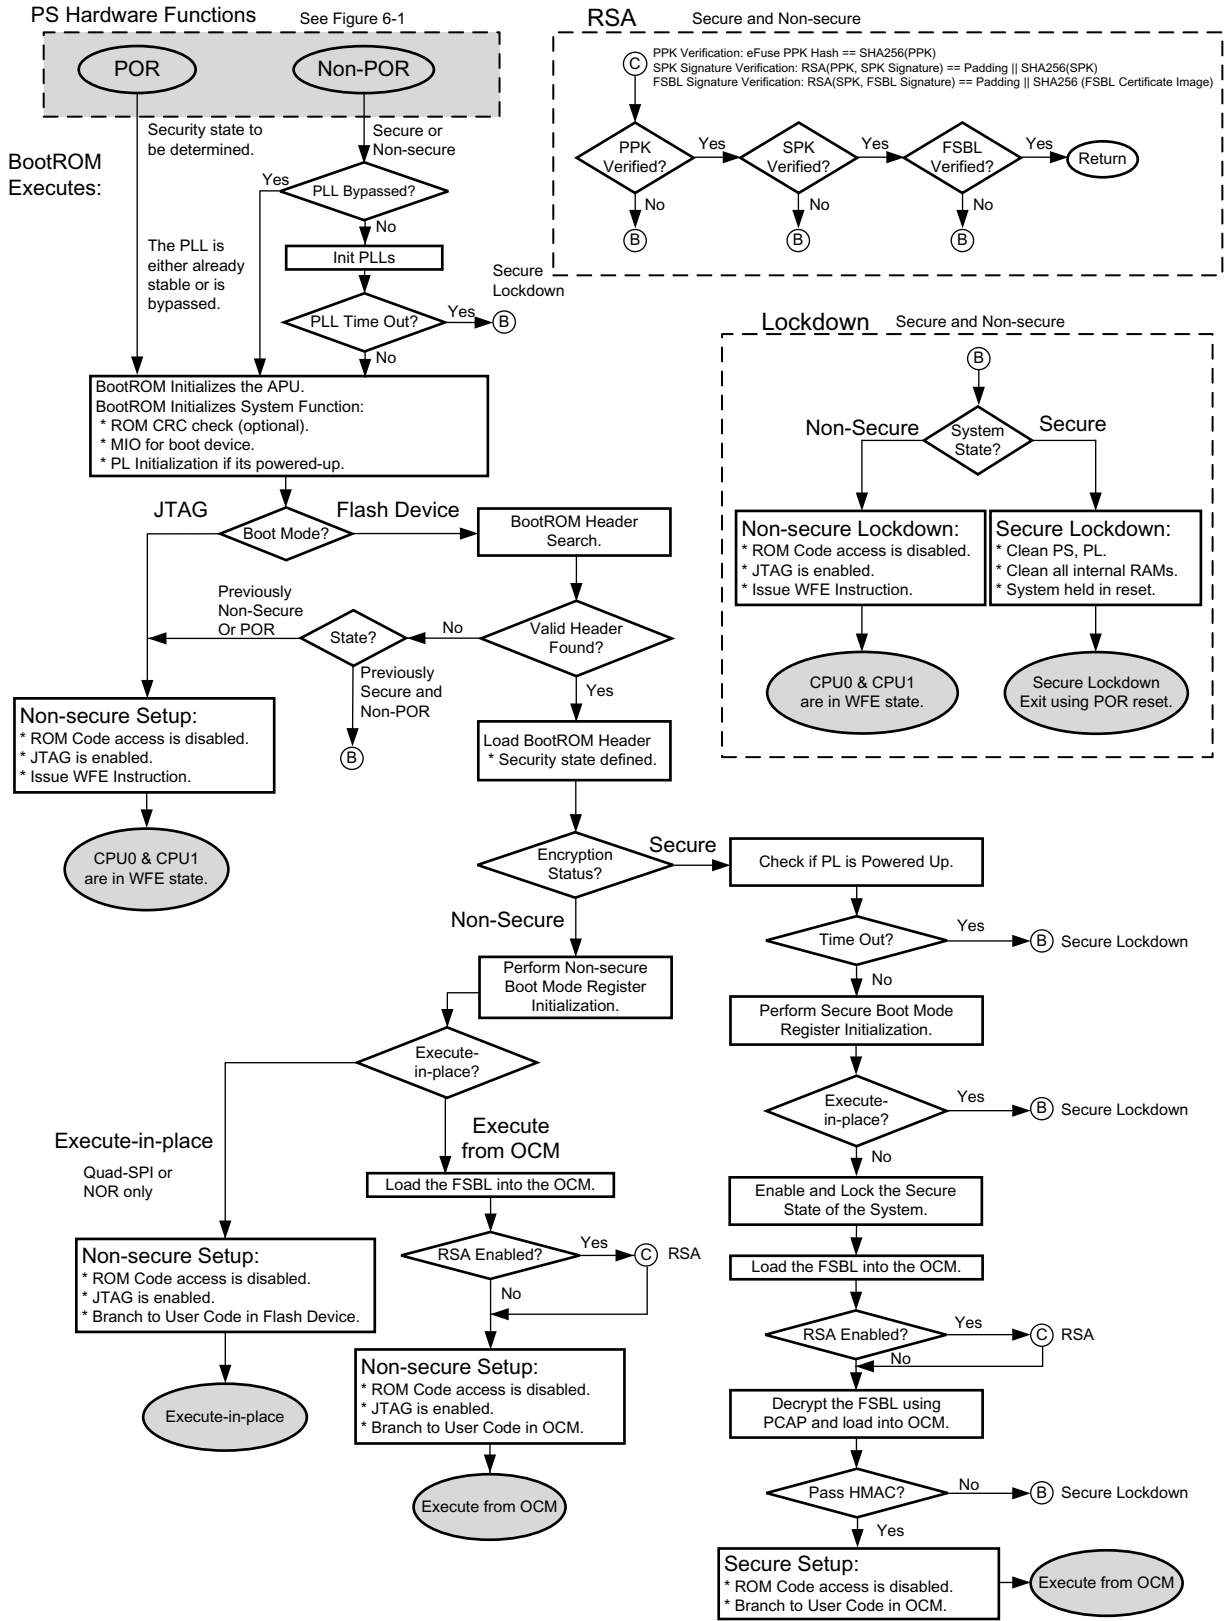 PS Hardware Functions
See Figure 6-1
POR
Non-POR
Security state to
be determined.
Secure or
Non-secure
BootROM
Executes:
Yes
PLL Bypassed?
No
The PLL is
either already
stable or is
bypassed.
Init PLLs
Secure
Lockdown
PLL Time Out?
Yes
B
No
BootROM Initializes the APU.
BootROM Initializes System Function:
* ROM CRC check (optional).
* MIO for boot device.
* PL Initialization if its powered-up.
RSA
Secure and Non-secure
C
PPK Verification: eFuse PPK Hash == SHA256(PPK)
SPK Signature Verification: RSA(PPK, SPK Signature) == Padding || SHA256(SPK)
FSBL Signature Verification: RSA(SPK, FSBL Signature) == Padding || SHA256 (FSBL Certificate Image)
PPK
Verified?
Yes
SPK
Verified?
Yes
FSBL
Verified?
Yes
Return
No
No
No
B
B
B
Lockdown
Secure and Non-secure
B
Non-Secure
System
State?
Secure
Non-secure Lockdown:
* ROM Code access is disabled.
* JTAG is enabled.
* Issue WFE Instruction.
Secure Lockdown:
* Clean PS, PL.
* Clean all internal RAMs.
* System held in reset.
CPU0 & CPU1
are in WFE state.
Secure Lockdown
Exit using POR reset.
JTAG
Boot Mode?
Flash Device
BootROM Header
Search.
Previously
Non-Secure
Or POR
State?
No
Valid Header
Found?
Previously
Secure and
Non-POR
B
Yes
Non-secure Setup:
* ROM Code access is disabled.
* JTAG is enabled.
* Issue WFE Instruction.
Load BootROM Header
* Security state defined.
CPU0 & CPU1
are in WFE state.
Encryption
Status?
Secure
Check if PL is Powered Up.
Non-Secure
Time Out?
Yes
B
Secure Lockdown
No
Perform Non-secure
Boot Mode Register
Initialization.
Perform Secure Boot Mode
Register Initialization.
Execute-
in-place?
Execute-
in-place?
Yes
B
Secure Lockdown
No
Execute-in-place
Quad-SPI or
NOR only
Execute
from OCM
Load the FSBL into the OCM.
Enable and Lock the Secure
State of the System.
RSA Enabled?
Yes
C
RSA
No
Load the FSBL into the OCM.
Non-secure Setup:
* ROM Code access is disabled.
* JTAG is enabled.
* Branch to User Code in Flash Device.
RSA Enabled?
Yes
C
RSA
No
Non-secure Setup:
* ROM Code access is disabled.
* JTAG is enabled.
* Branch to User Code in OCM.
Execute-in-place
Decrypt the FSBL using
PCAP and load into OCM.
Execute from OCM
Pass HMAC?
No
B
Secure Lockdown
Yes
Secure Setup:
* ROM Code access is disabled.
* Branch to User Code in OCM.
Execute from OCM